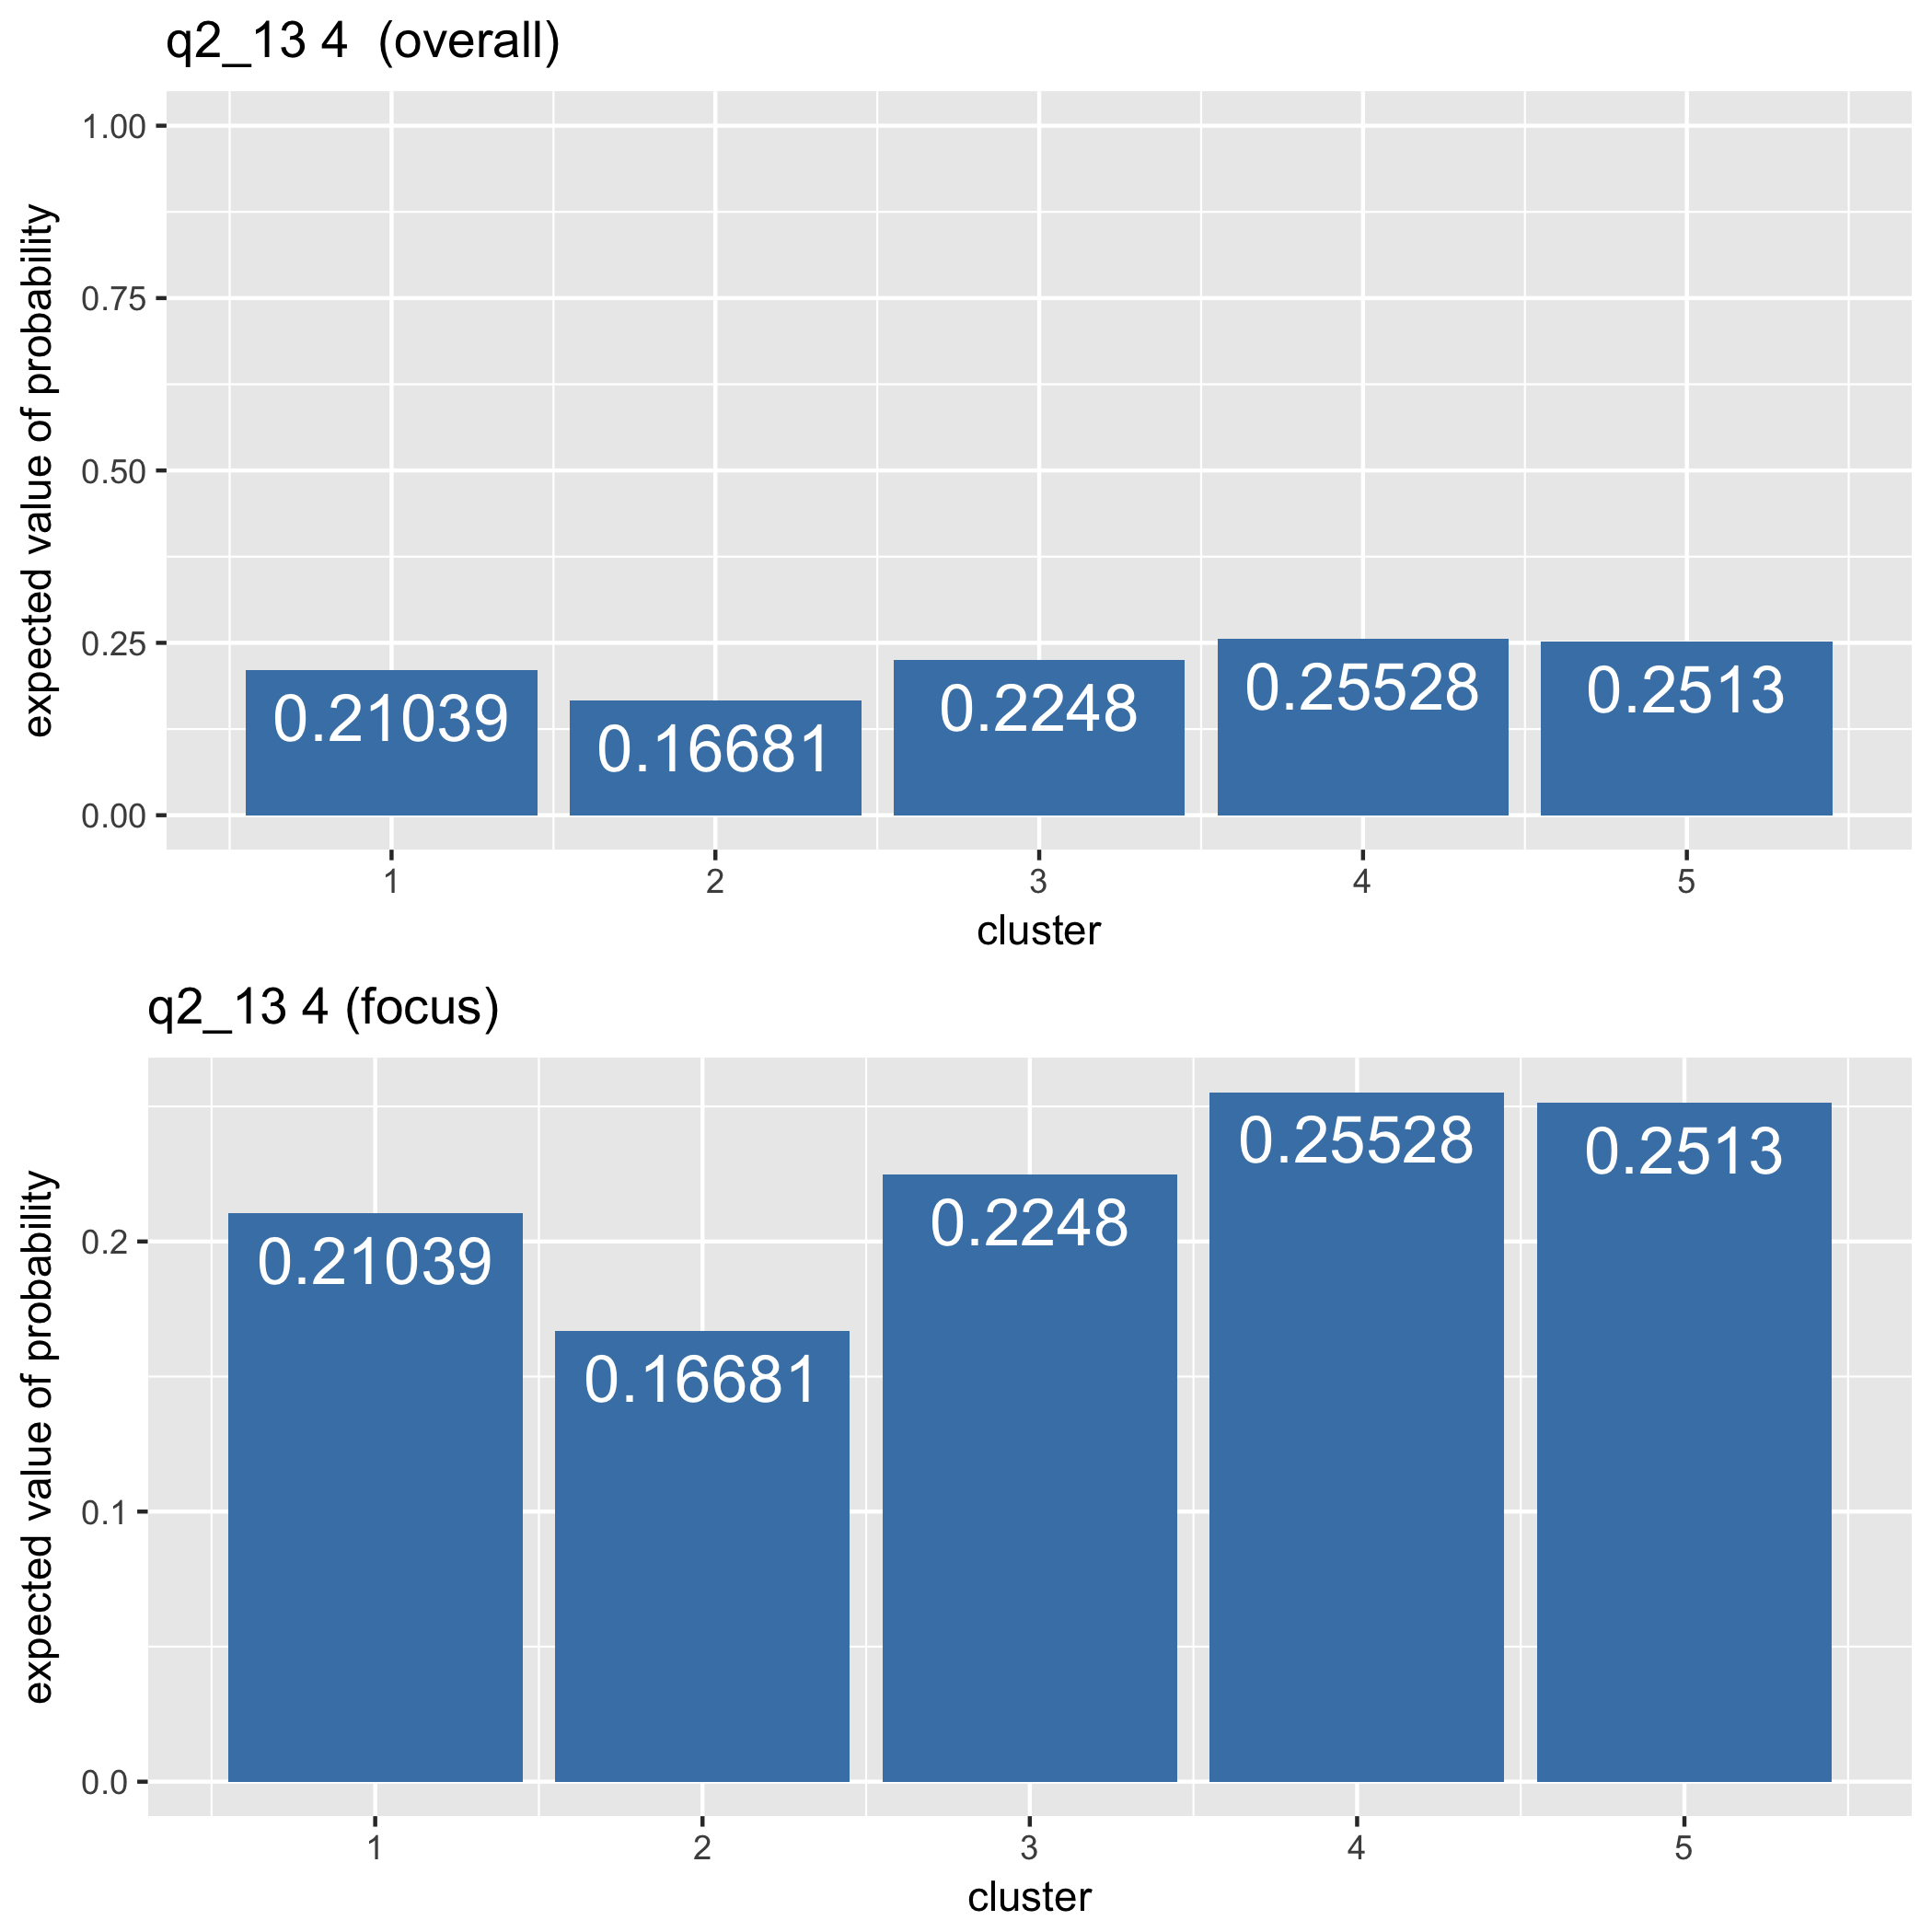 q2_13 4  (overall)
expected value of probability
1.00
0.75
0.50
0.25
0.00
0.21039
0.16681
0.2248
0.25528
0.2513
1 2 3 4 5
cluster
q2_13 4 (focus)
expected value of probability
0.2
0.1
0.0
0.21039
0.16681
0.2248
0.25528
0.2513
1 2 3 4 5
cluster